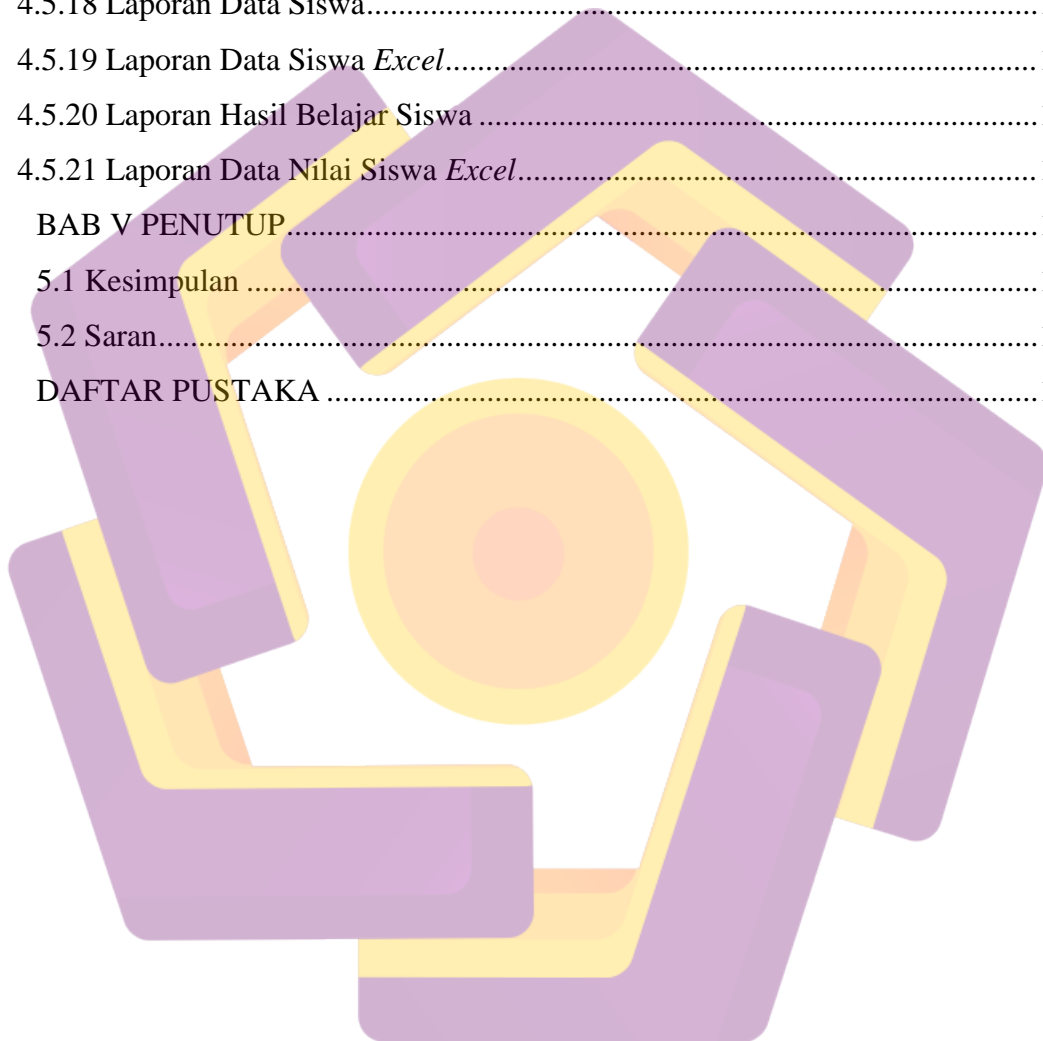 4.5.18 Laporan Data Siswa................................................................................
4.5.19 Laporan Data Siswa Excel......................................................................
4.5.20 Laporan Hasil Belajar Siswa ..................................................................
4.5.21 Laporan Data Nilai Siswa Excel.............................................................
BAB V PENUTUP..........................................................................................
5.1 Kesimpulan ...............................................................................................
5.2 Saran..........................................................................................................
DAFTAR PUSTAKA .....................................................................................